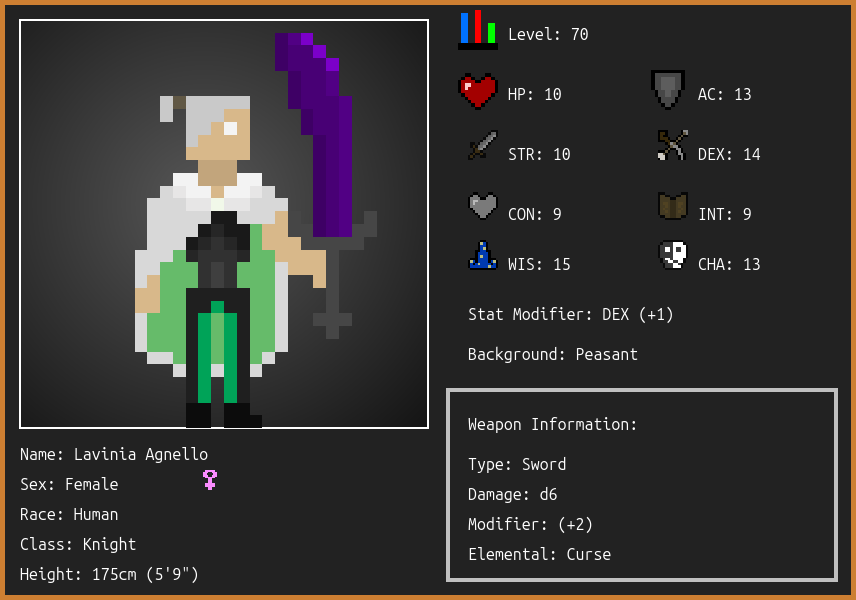 Level: 70
HP: 10
AC: 13
STR: 10
DEX: 14
CON: 9
INT: 9
WIS: 15
CHA: 13
Stat Modifier: DEX (+1)
Background: Peasant
Weapon Information:
Type: Sword
Damage: d6
Modifier: (+2)
Elemental: Curse
Name: Lavinia Agnello
Sex: Female
Race: Human
Class: Knight
Height: 175cm (5'9")